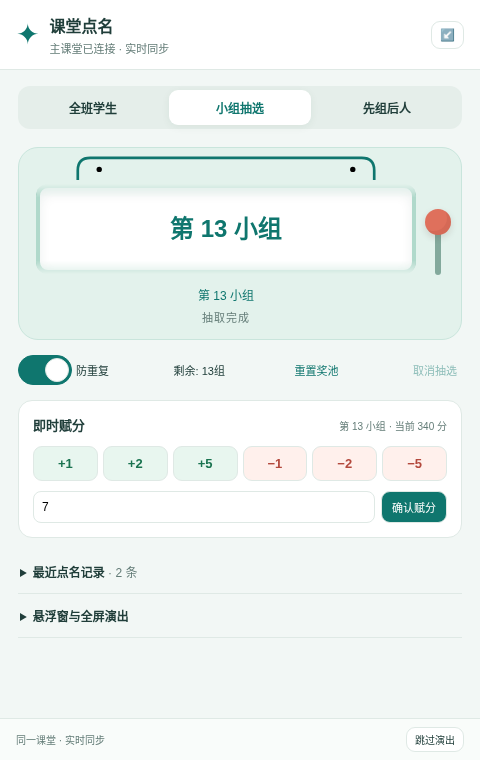 课堂点名
主课堂已连接 · 实时同步
全班学生 小组抽选 先组后人
第 13 小组
第 13 小组
抽取完成
防重复 剩余: 13组 重置奖池 取消抽选
即时赋分 第 13 小组 · 当前 340 分
+1 +2 +5 −1 −2 −5
7 确认赋分
最近点名记录 · 2 条
悬浮窗与全屏演出
同一课堂 · 实时同步 跳过演出